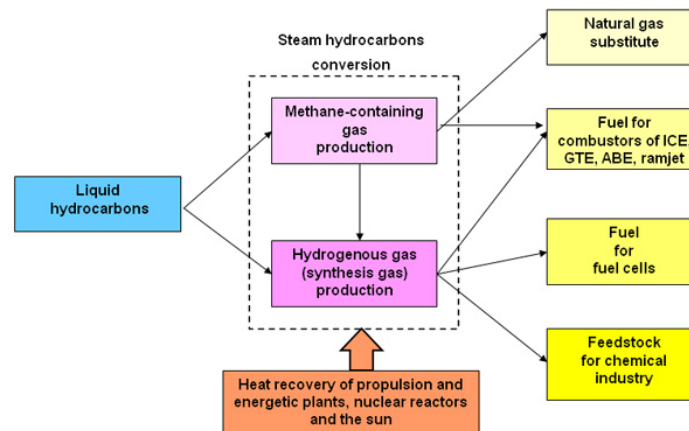 Steam hydrocarbons
conversion
Natural gas
substitute
Methane-containing
gas
production
Fuel for
combustors of ICE,
GTE, ABE, ramjet
Liquid
hydrocarbons
Hydrogenous gas
(synthesis gas)
production
Fuel
for
fuel cells
Feedstock
for chemical
industry
Heat recovery of propulsion and
energetic plants, nuclear reactors
and the sun